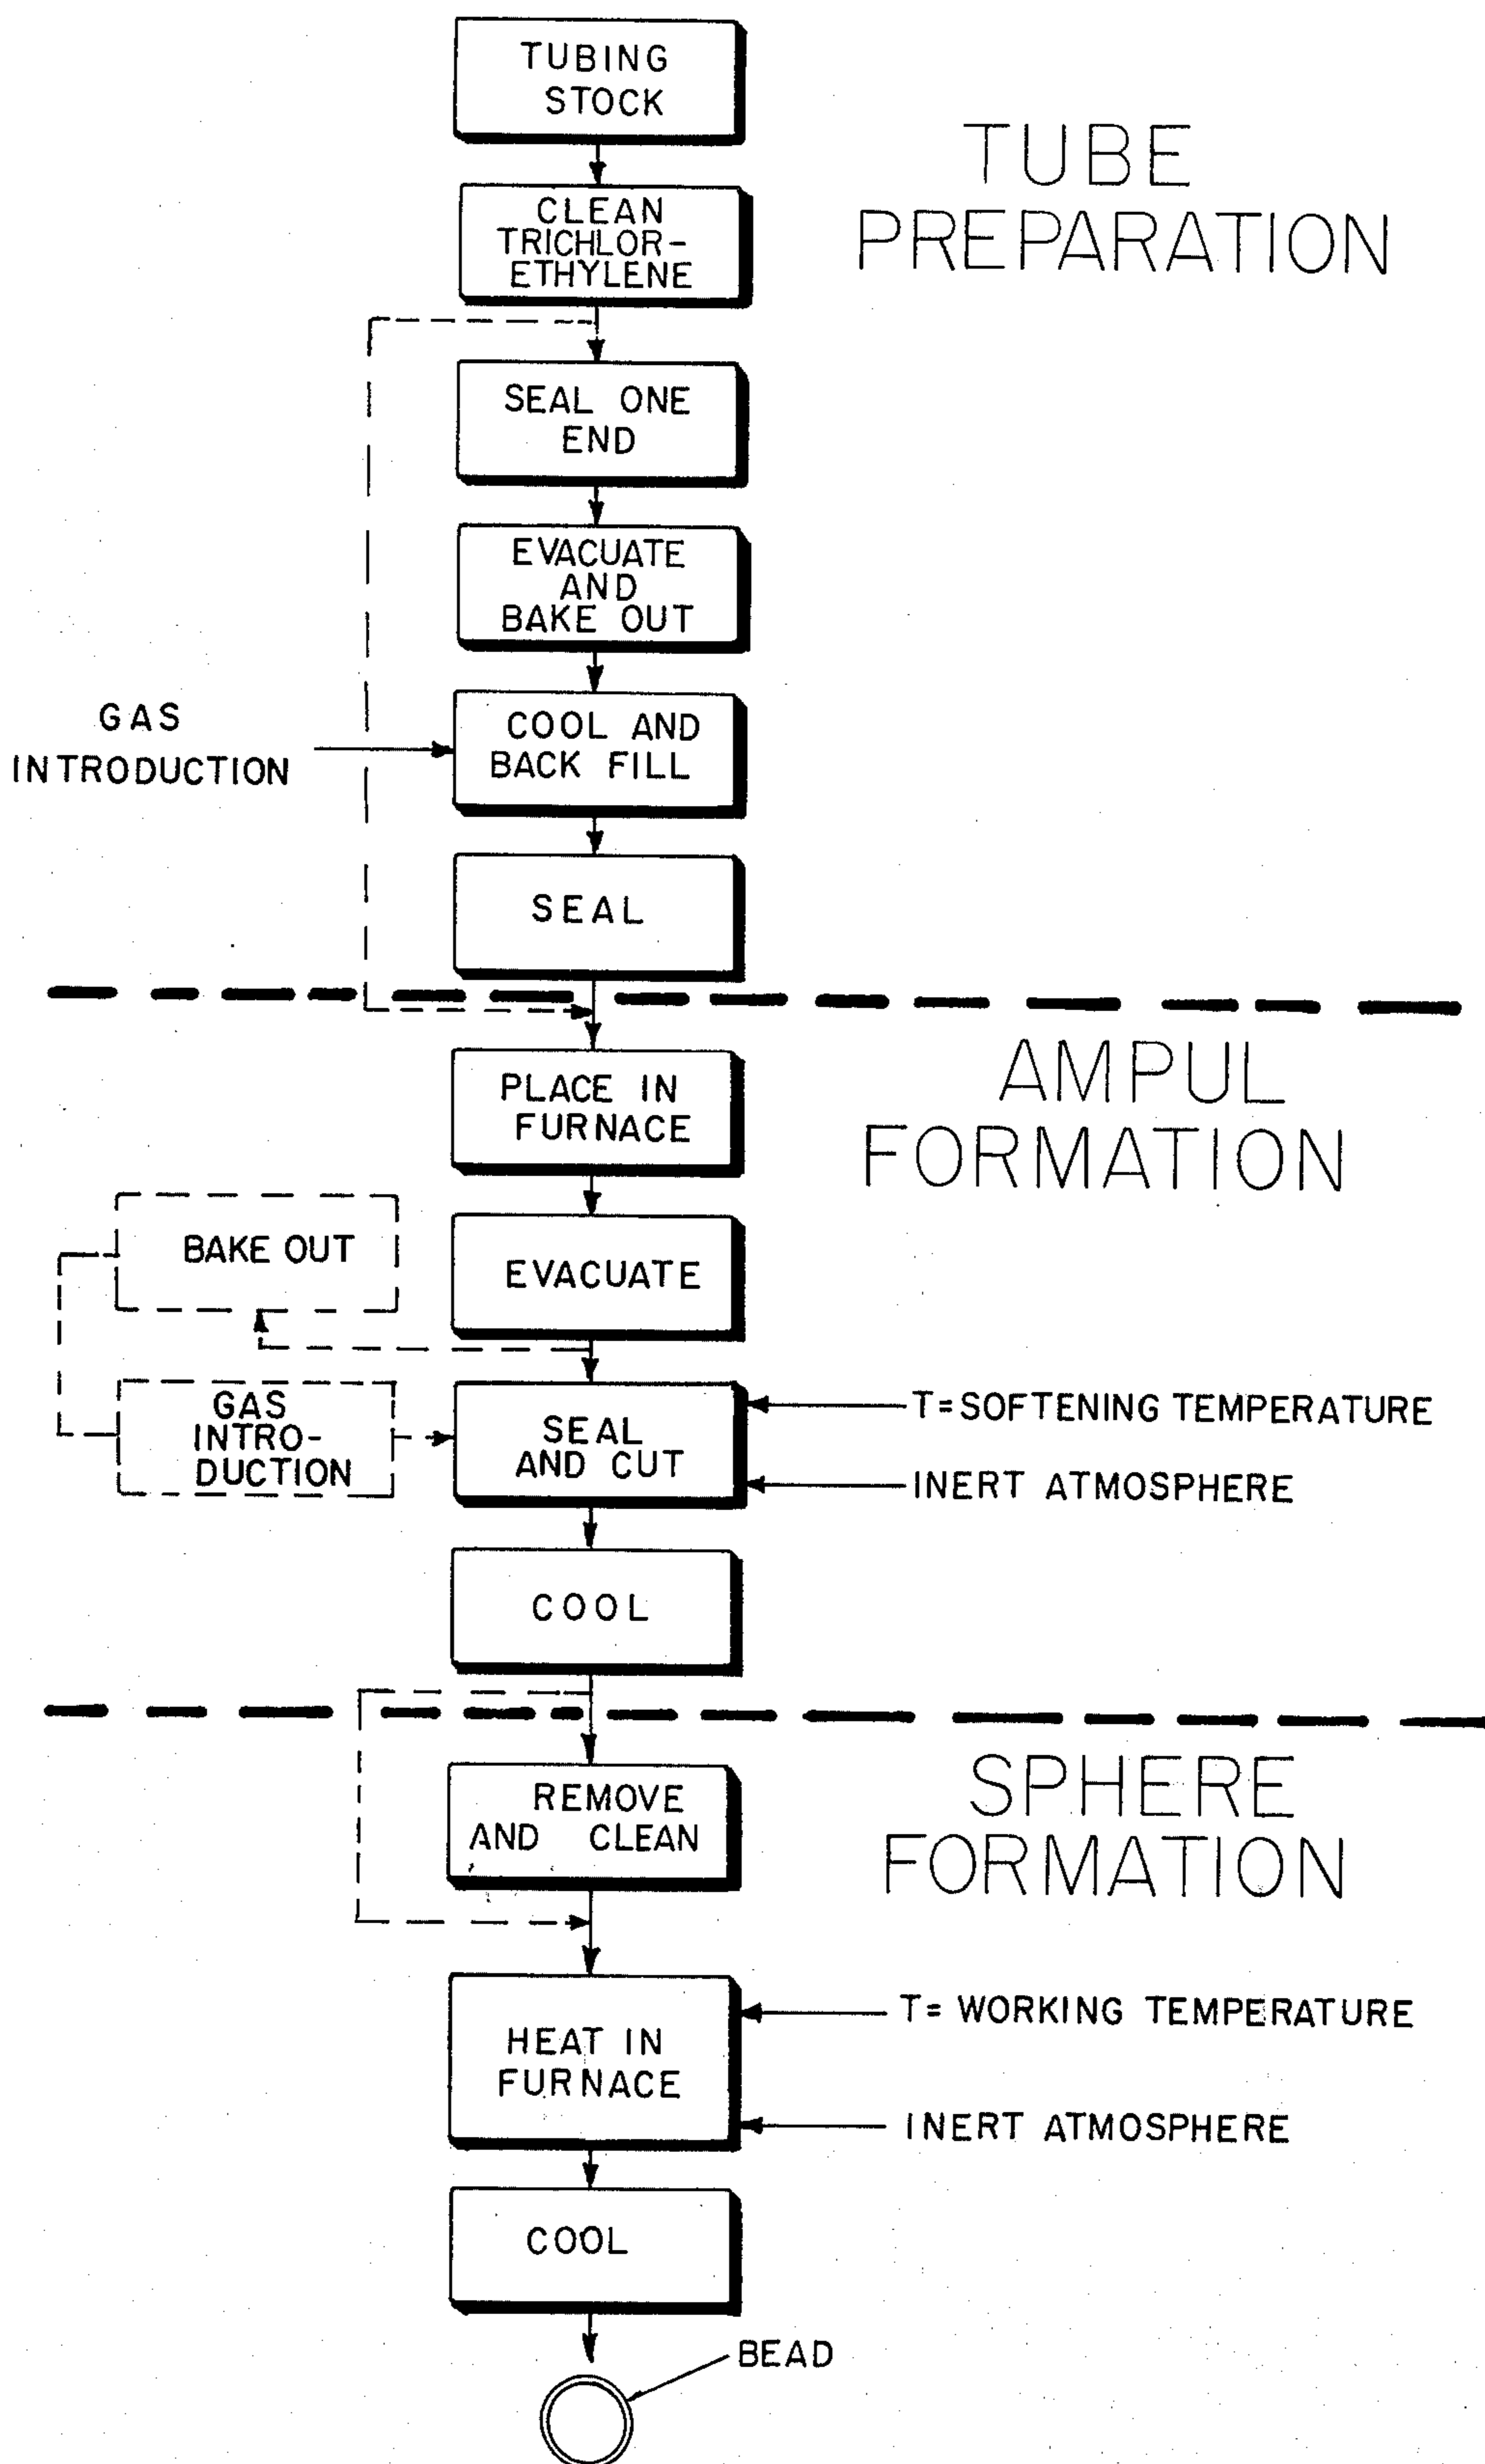 TUBING
STOCK
TUBE
PREPARATION
CLEAN
TRICHLOR-
ETHYLENE
SEAL ONE
END
EVACUATE
AND
BAKE OUT
GAS
INTRODUCTION
COOL AND
BACK FILL
SEAL
AMPUL
FORMATION
PLACE IN
FURNACE
BAKE OUT
EVACUATE
GAS
INTRO-
DUCTION
SEAL
AND CUT
T=SOFTENING TEMPERATURE
INERT ATMOSPHERE
COOL
SPHERE
FORMATION
REMOVE
AND CLEAN
HEAT IN
FURNACE
T= WORKING TEMPERATURE
INERT ATMOSPHERE
COOL
BEAD